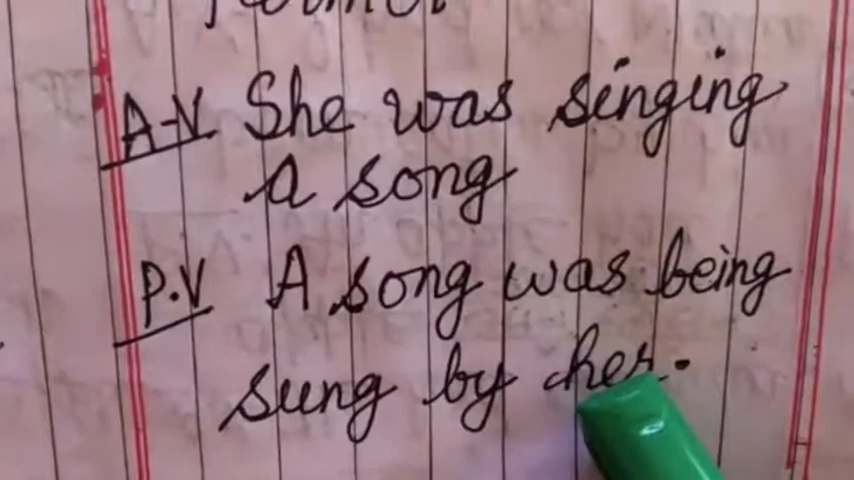 A-V She was singing
a song
P.V A song was being
sung by her.